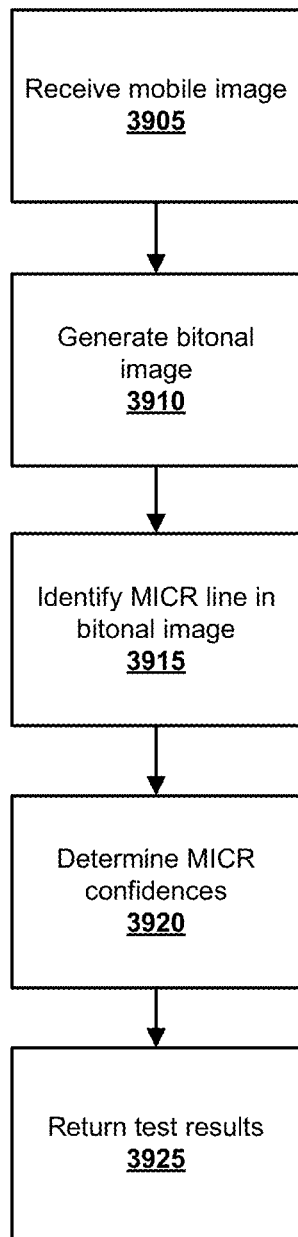 Receive mobile image
3905
Generate bitonal
image
3910
Identify MICR line in
bitonal image
3915
Determine MICR
confidences
3920
Return test results
3925